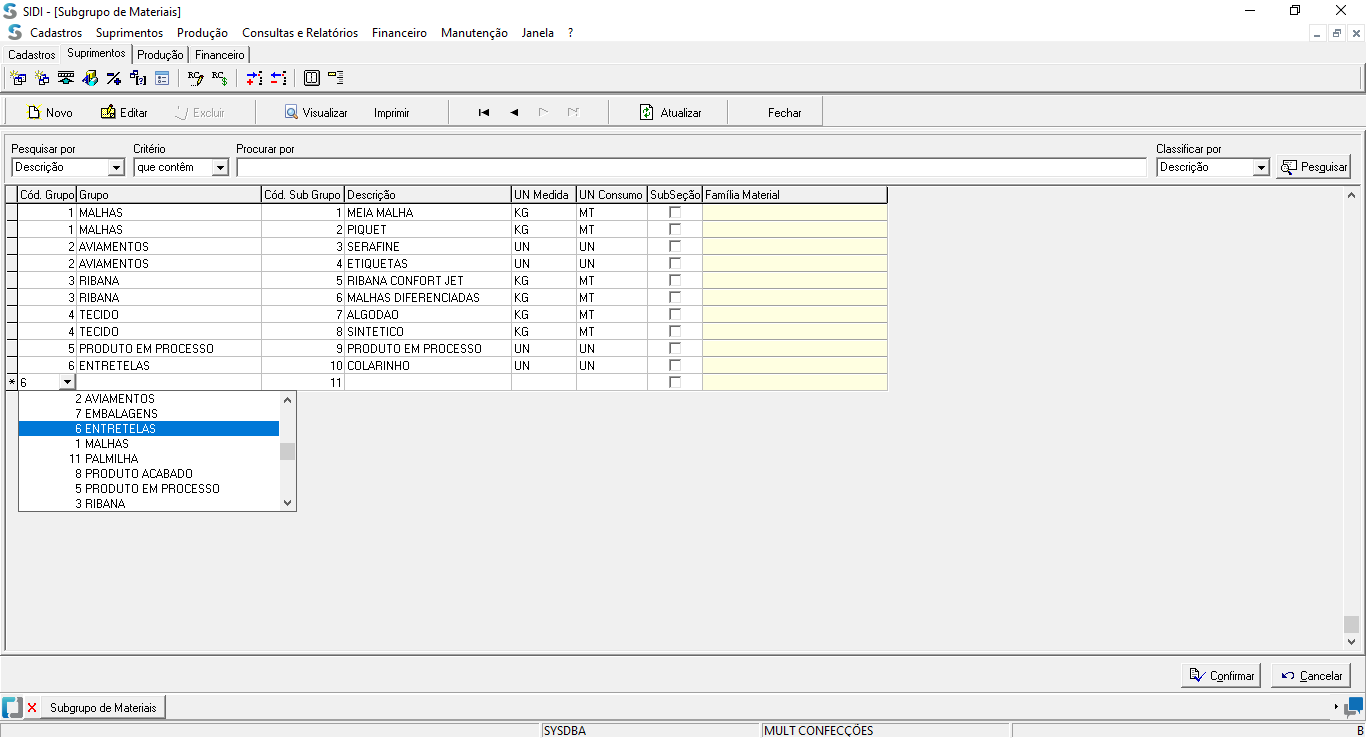 SIDI - [Subgrupo de Materiais]
Cadastros Suprimentos Produção Consultas e Relatórios Financeiro Manutenção Janela ?
Cadastros Suprimentos Produção Financeiro
Novo Editar Excluir Visualizar Imprimir Atualizar Fechar
Pesquisar por Critério Procurar por Classificar por
Descrição que contêm Descrição Pesquisar
Cód. Grupo Grupo Cód. Sub Grupo Descrição UN Medida UN Consumo SubSeção Família Material
1 MALHAS 1 MEIA MALHA KG MT
1 MALHAS 2 PIQUET KG MT
2 AVIAMENTOS 3 SERAFINE UN UN
2 AVIAMENTOS 4 ETIQUETAS UN UN
3 RIBANA 5 RIBANA CONFORT JET KG MT
3 RIBANA 6 MALHAS DIFERENCIADAS KG MT
4 TECIDO 7 ALGODAO KG MT
4 TECIDO 8 SINTETICO KG MT
5 PRODUTO EM PROCESSO 9 PRODUTO EM PROCESSO UN UN
6 ENTRETELAS 10 COLARINHO UN UN
* 6 11
2 AVIAMENTOS
7 EMBALAGENS
6 ENTRETELAS
1 MALHAS
11 PALMILHA
8 PRODUTO ACABADO
5 PRODUTO EM PROCESSO
3 RIBANA
Confirmar Cancelar
Subgrupo de Materiais
SYSDBA MULT CONFECÇÕES B